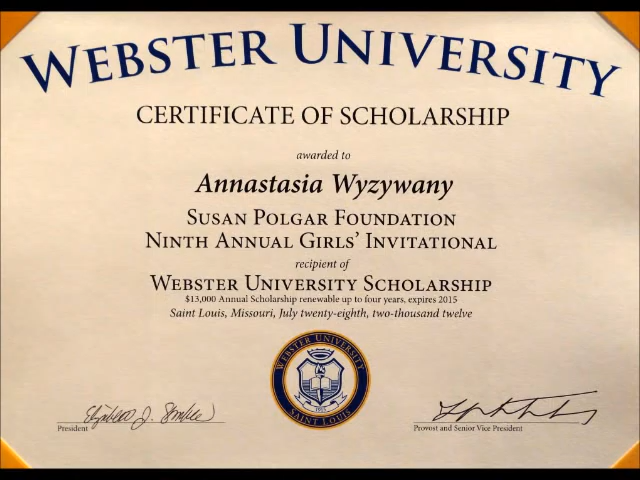 WEBSTER UNIVERSITY
CERTIFICATE OF SCHOLARSHIP
awarded to
Annastasia Wyzywany
SUSAN POLGAR FOUNDATION
NINTH ANNUAL GIRLS' INVITATIONAL
recipient of
WEBSTER UNIVERSITY SCHOLARSHIP
$13,000 Annual Scholarship renewable up to four years, expires 2015
Saint Louis, Missouri, July twenty-eighth, two-thousand twelve
WEBSTER UNIVERSITY
1915
SAINT LOUIS
President
Provost and Senior Vice President